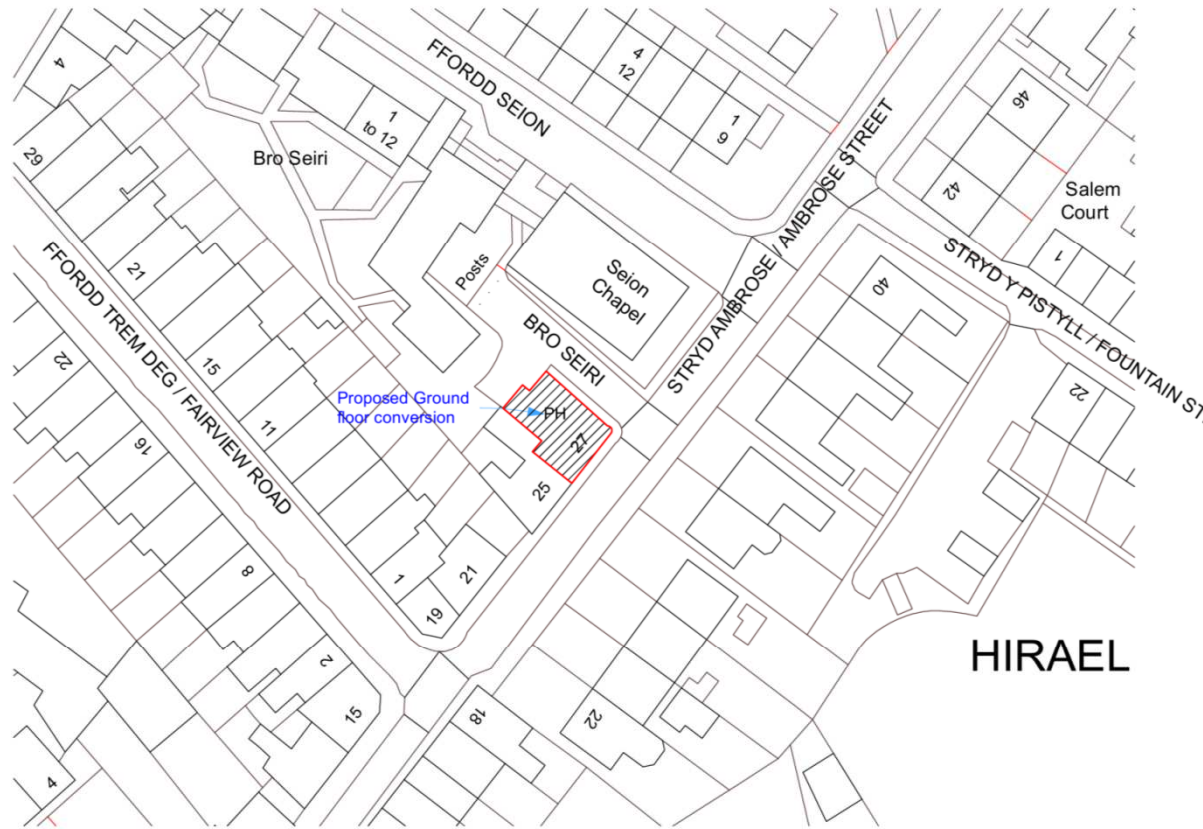 4
FFORDD SEION
4
12
1
9
46
42
Salem
Court
1
1
to 12
Bro Seiri
29
21
15
11
1
FFORDD TREM DEG / FAIRVIEW ROAD
22
16
8
2
15
4
Posts
Seion
Chapel
BRO SEIRI
STRYD AMBROSE / AMBROSE STREET
STRYD Y PISTYLL / FOUNTAIN ST
40
22
Proposed Ground
floor conversion
PH
27
25
21
19
18
22
HIRAEL